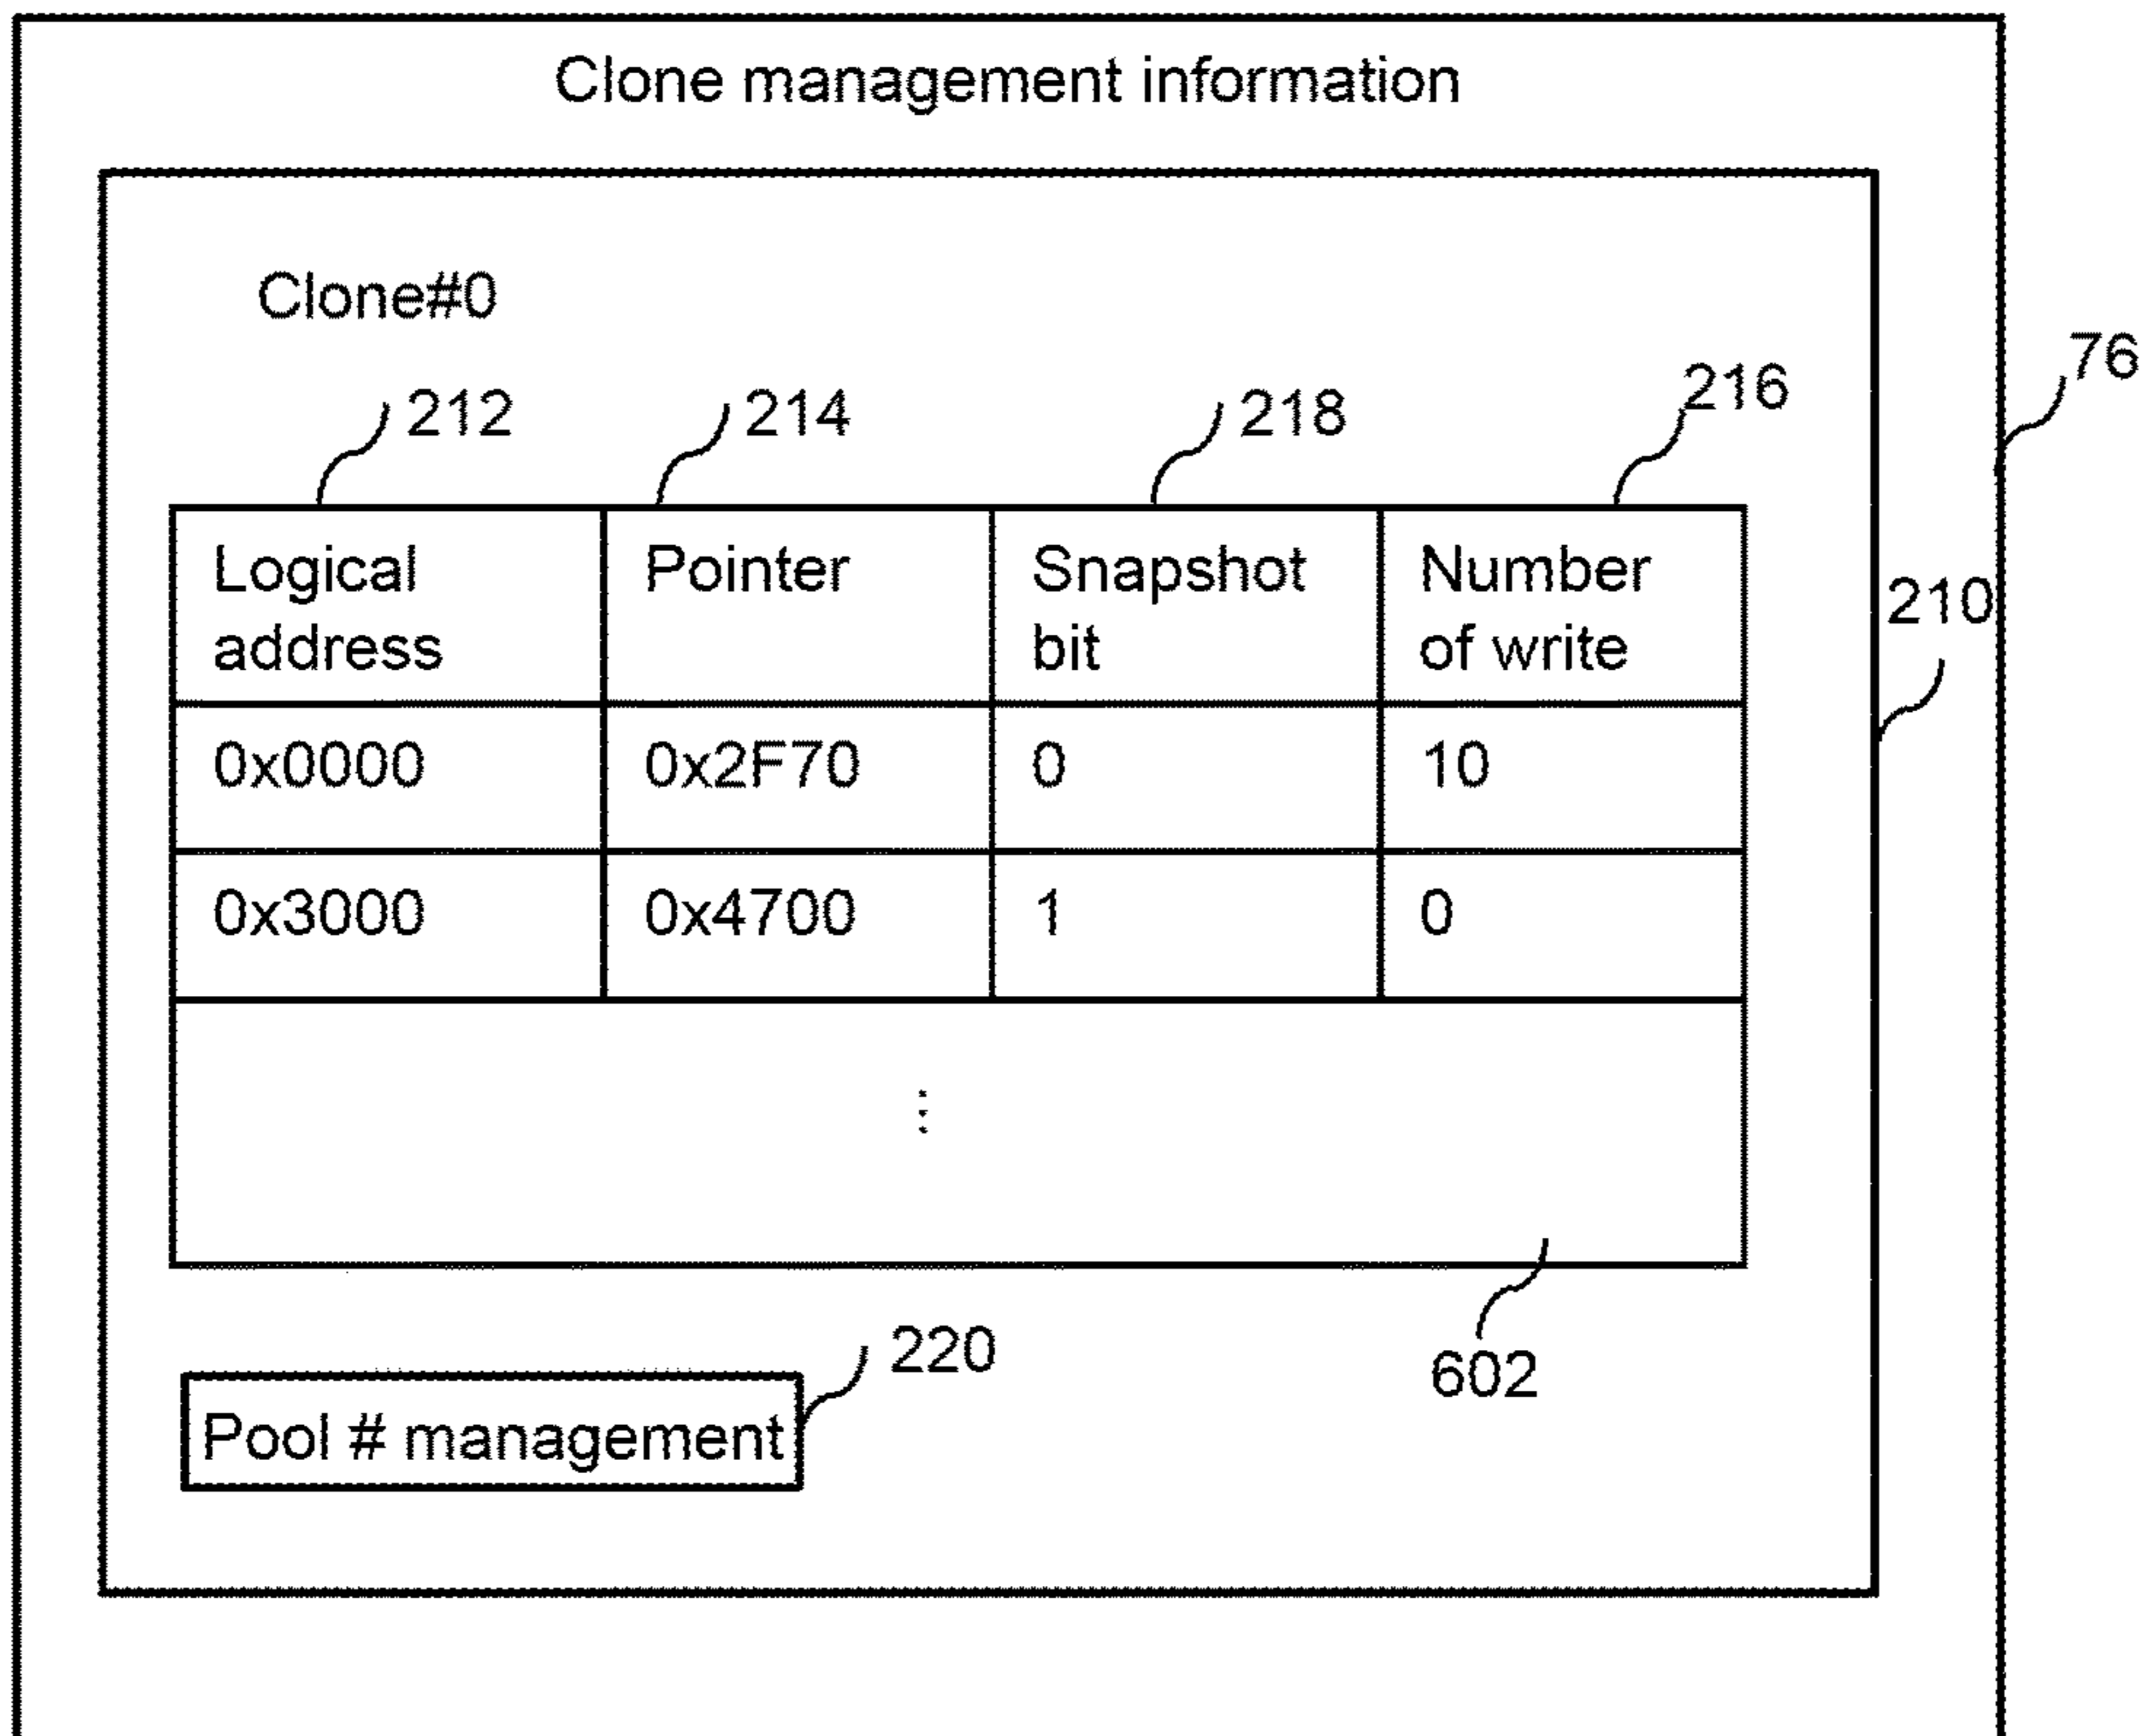 Clone management information
Clone#0
76
212 214 218 216
Logical address Pointer Snapshot bit Number of write
210
0x0000 0x2F70 0 10
0x3000 0x4700 1 0
⋮
220
602
Pool # management